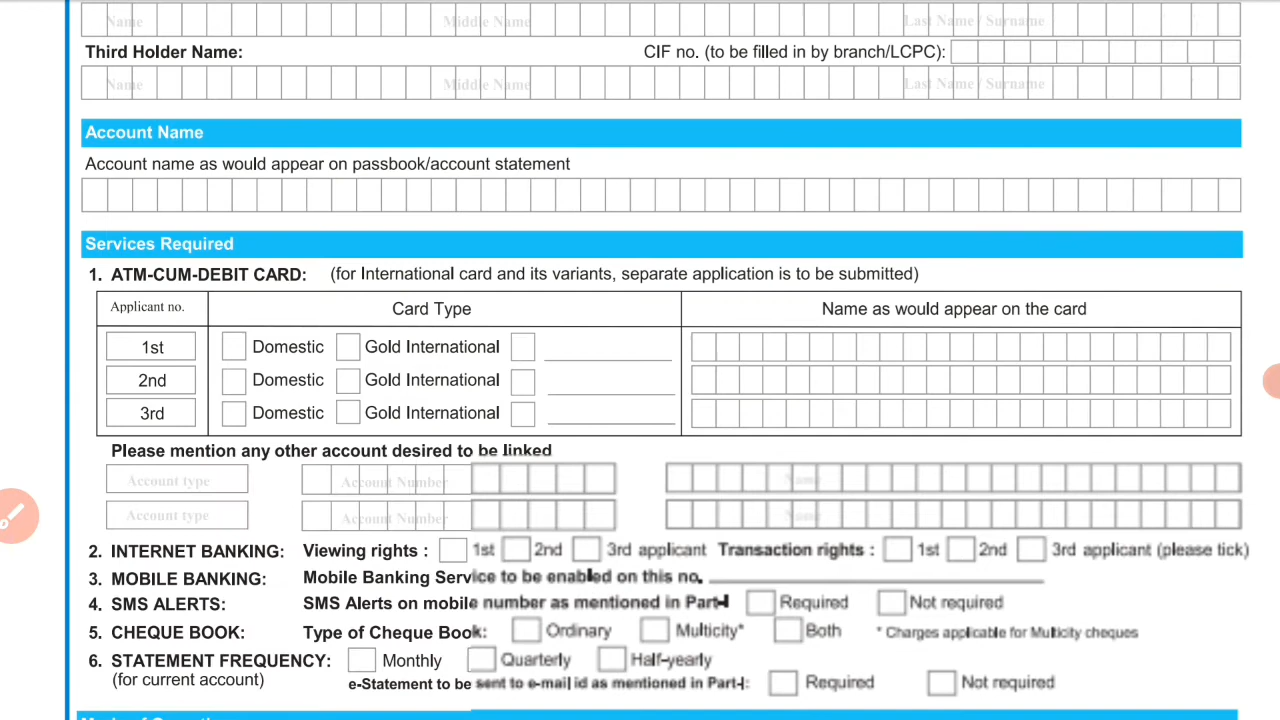 Name Middle Name Last Name / Surname
Third Holder Name: CIF no. (to be filled in by branch/LCPC):
Name Middle Name Last Name / Surname
Account Name
Account name as would appear on passbook/account statement
Services Required
1. ATM-CUM-DEBIT CARD: (for International card and its variants, separate application is to be submitted)
Applicant no. Card Type Name as would appear on the card
1st Domestic Gold International
2nd Domestic Gold International
3rd Domestic Gold International
Please mention any other account desired to be linked
Account type Account Number Name
Account type Account Number Name
2. INTERNET BANKING: Viewing rights : 1st 2nd 3rd applicant Transaction rights : 1st 2nd 3rd applicant (please tick)
3. MOBILE BANKING: Mobile Banking Service to be enabled on this no.
4. SMS ALERTS: SMS Alerts on mobile number as mentioned in Part-I Required Not required
5. CHEQUE BOOK: Type of Cheque Book: Ordinary Multicity* Both * Charges applicable for Multicity cheques
6. STATEMENT FREQUENCY: Monthly Quarterly Half-yearly
(for current account) e-Statement to be sent to e-mail id as mentioned in Part-I: Required Not required